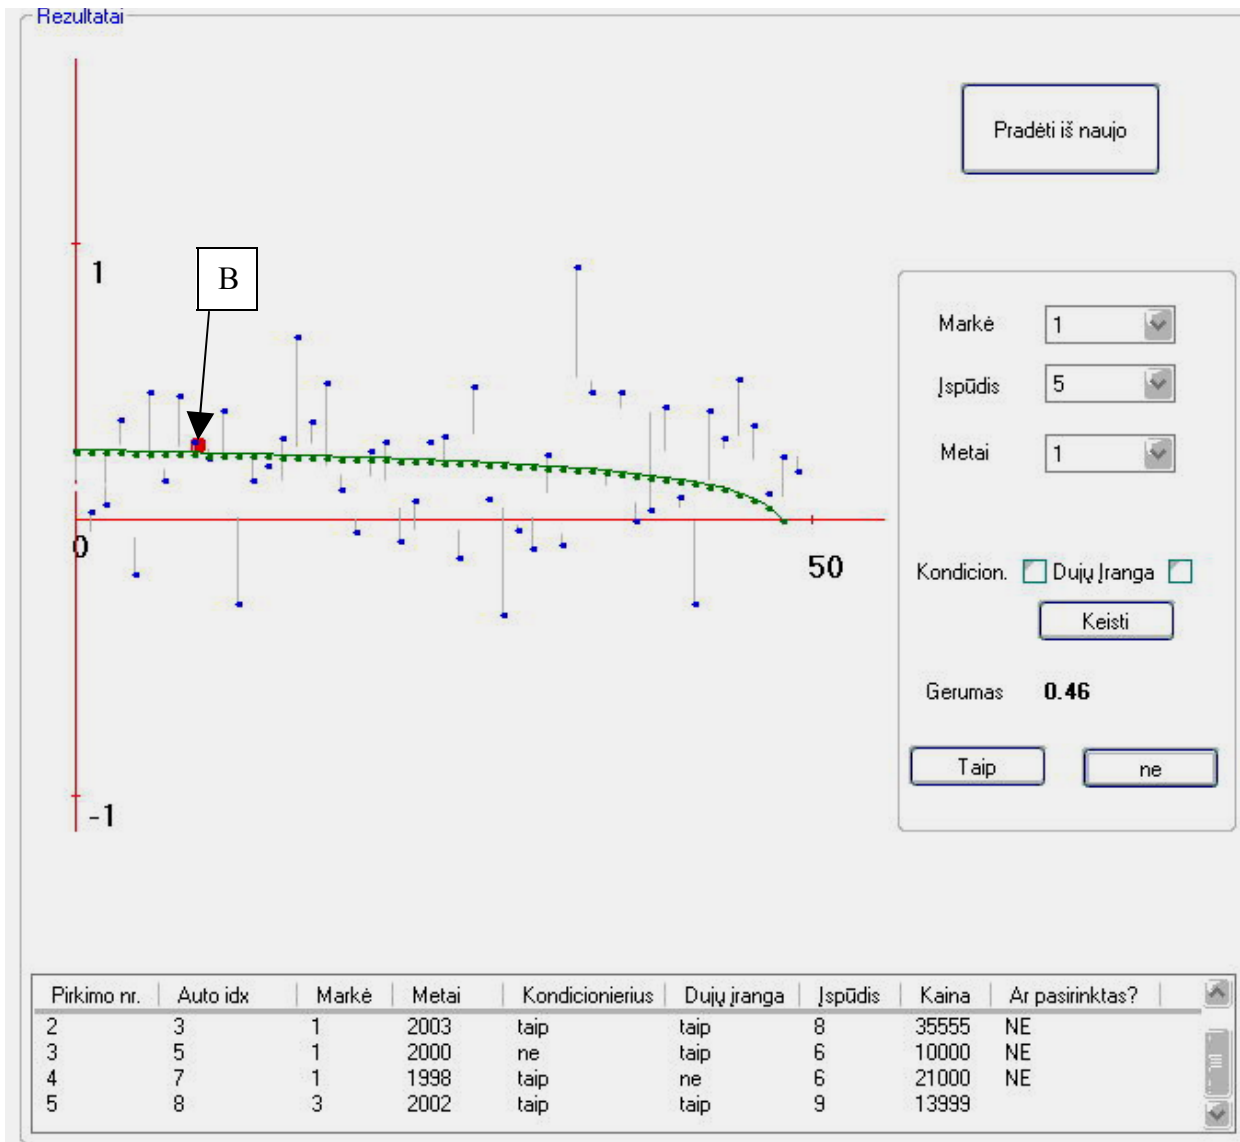 Rezultatai
Pradėti iš naujo
1
B
0
50
-1
Markė 1
Įspūdis 5
Metai 1
Kondicion. Dujų Įranga
Keisti
Gerumas 0.46
Taip ne
Pirkimo nr. Auto idx Markė Metai Kondicionierius Dujų įranga Įspūdis Kaina Ar pasirinktas?
2 3 1 2003 taip taip 8 35555 NE
3 5 1 2000 ne taip 6 10000 NE
4 7 1 1998 taip ne 6 21000 NE
5 8 3 2002 taip taip 9 13999